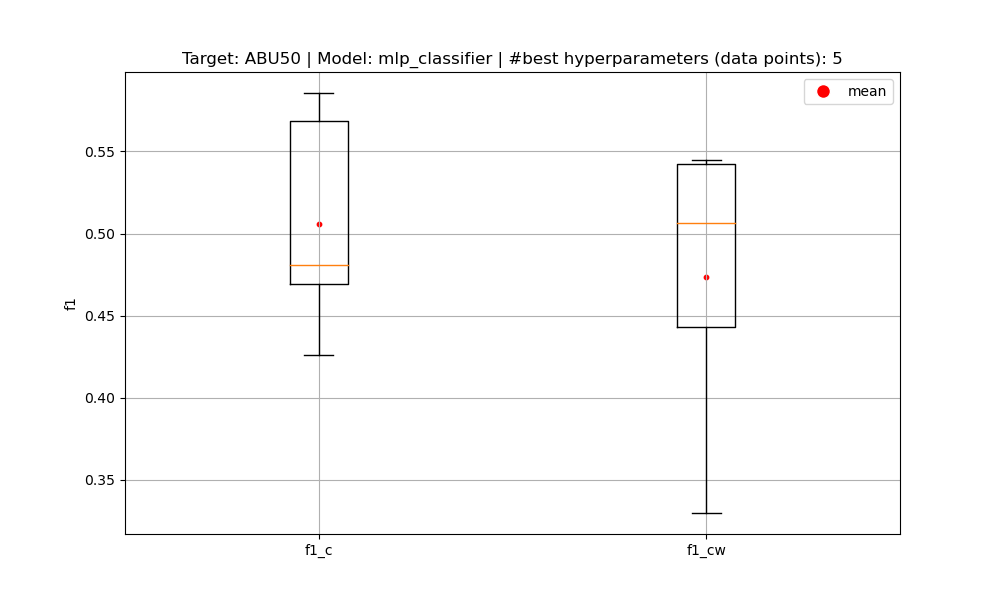 Target: ABU50 | Model: mlp_classifier | #best hyperparameters (data points): 5
mean
0.55
0.50
0.45
0.40
0.35
f1
f1_c
f1_cw